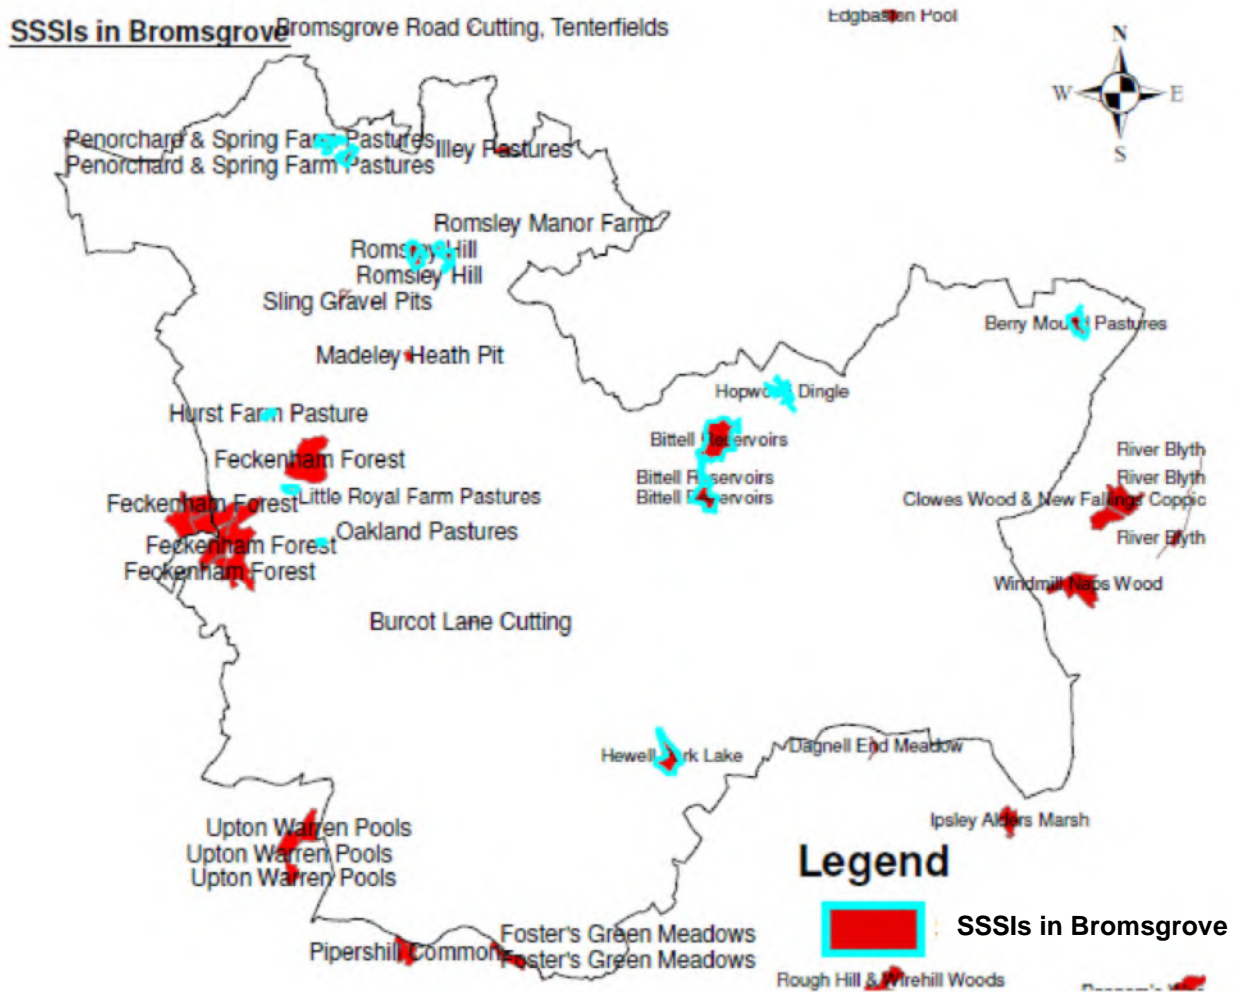 SSSIs in Bromsgrove
Bromsgrove Road Cutting, Tenterfields
Edgbaston Pool
N
W
E
S
Penorchard & Spring Farm Pastures
Penorchard & Spring Farm Pastures
Illey Pastures
Romsley Manor Farm
Romsley Hill
Romsley Hill
Sling Gravel Pits
Berry Mound Pastures
Madeley Heath Pit
Hopwood Dingle
Hurst Farm Pasture
Bittell Reservoirs
River Blyth
Feckenham Forest
Bittell Reservoirs
River Blyth
Little Royal Farm Pastures
Bittell Reservoirs
Clowes Wood & New Fallings Coppic
Feckenham Forest
Oakland Pastures
River Blyth
Feckenham Forest
Feckenham Forest
Windmill Naps Wood
Burcot Lane Cutting
Dagnell End Meadow
Hewell Park Lake
Ipsley Alders Marsh
Upton Warren Pools
Upton Warren Pools
Upton Warren Pools
Legend
SSSIs in Bromsgrove
Foster's Green Meadows
Pipershill Common
Foster's Green Meadows
Rough Hill & Wirehill Woods